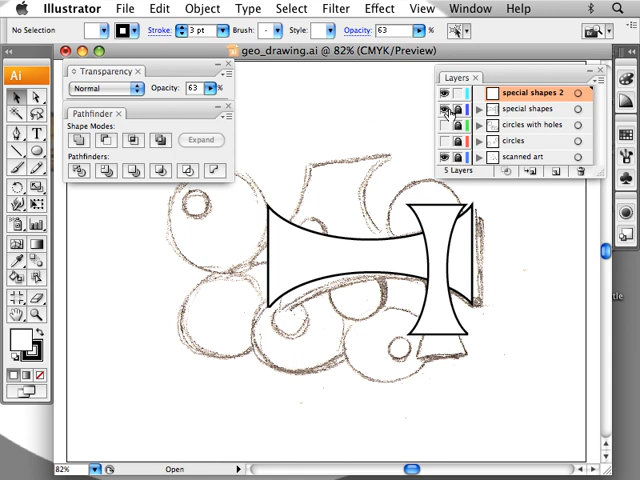 Illustrator File Edit Object Type Select Filter Effect View Window Help
No Selection Stroke: 3 pt Brush: Style: Opacity: 63
geo_drawing.ai @ 82% (CMYK/Preview)
Ai
Transparency
Normal Opacity: 63 %
Pathfinder
Shape Modes:
Expand
Pathfinders:
Layers
special shapes 2
special shapes
circles with holes
circles
scanned art
5 Layers
T
tle
82% Open